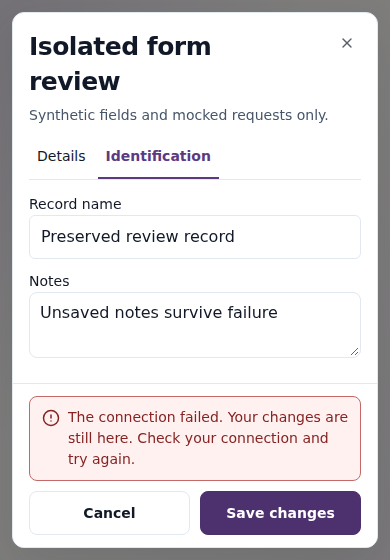 Isolated form
review
×
Synthetic fields and mocked requests only.
Details Identification
Record name
Preserved review record
Notes
Unsaved notes survive failure
The connection failed. Your changes are
still here. Check your connection and
try again.
Cancel Save changes